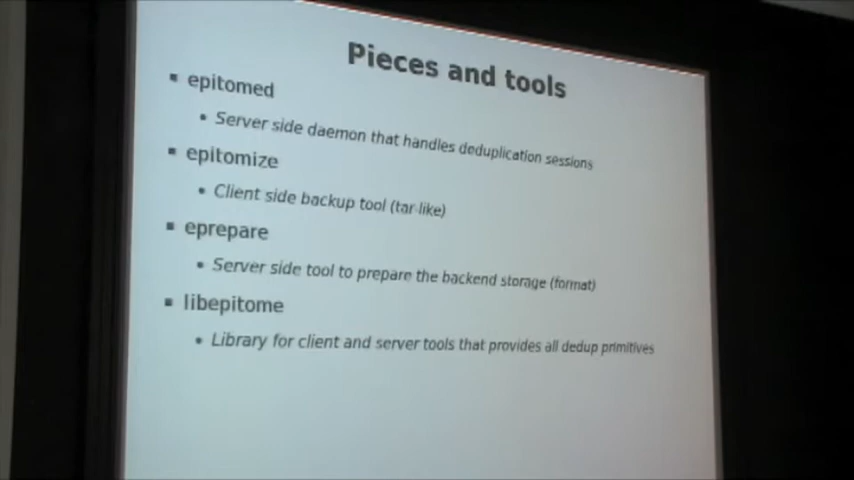 Pieces and tools
epitomed
Server side daemon that handles deduplication sessions
epitomize
Client side backup tool (tar-like)
eprepare
Server side tool to prepare the backend storage (format)
libepitome
Library for client and server tools that provides all dedup primitives